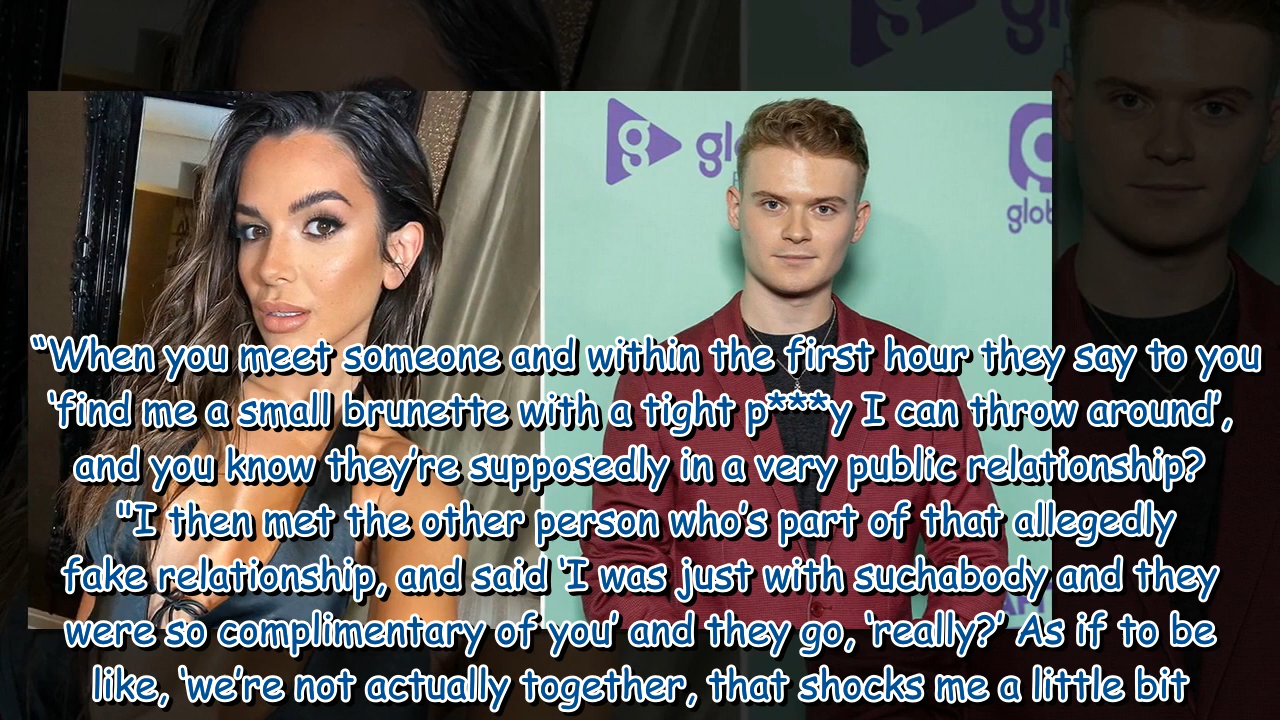 g glo
g
glob
“When you meet someone and within the first hour they say to you
‘find me a small brunette with a tight p***y I can throw around’,
and you know they’re supposedly in a very public relationship?
"I then met the other person who’s part of that allegedly
fake relationship, and said ‘I was just with suchabody and they
were so complimentary of you’ and they go, ‘really?’ As if to be
like, ‘we’re not actually together, that shocks me a little bit